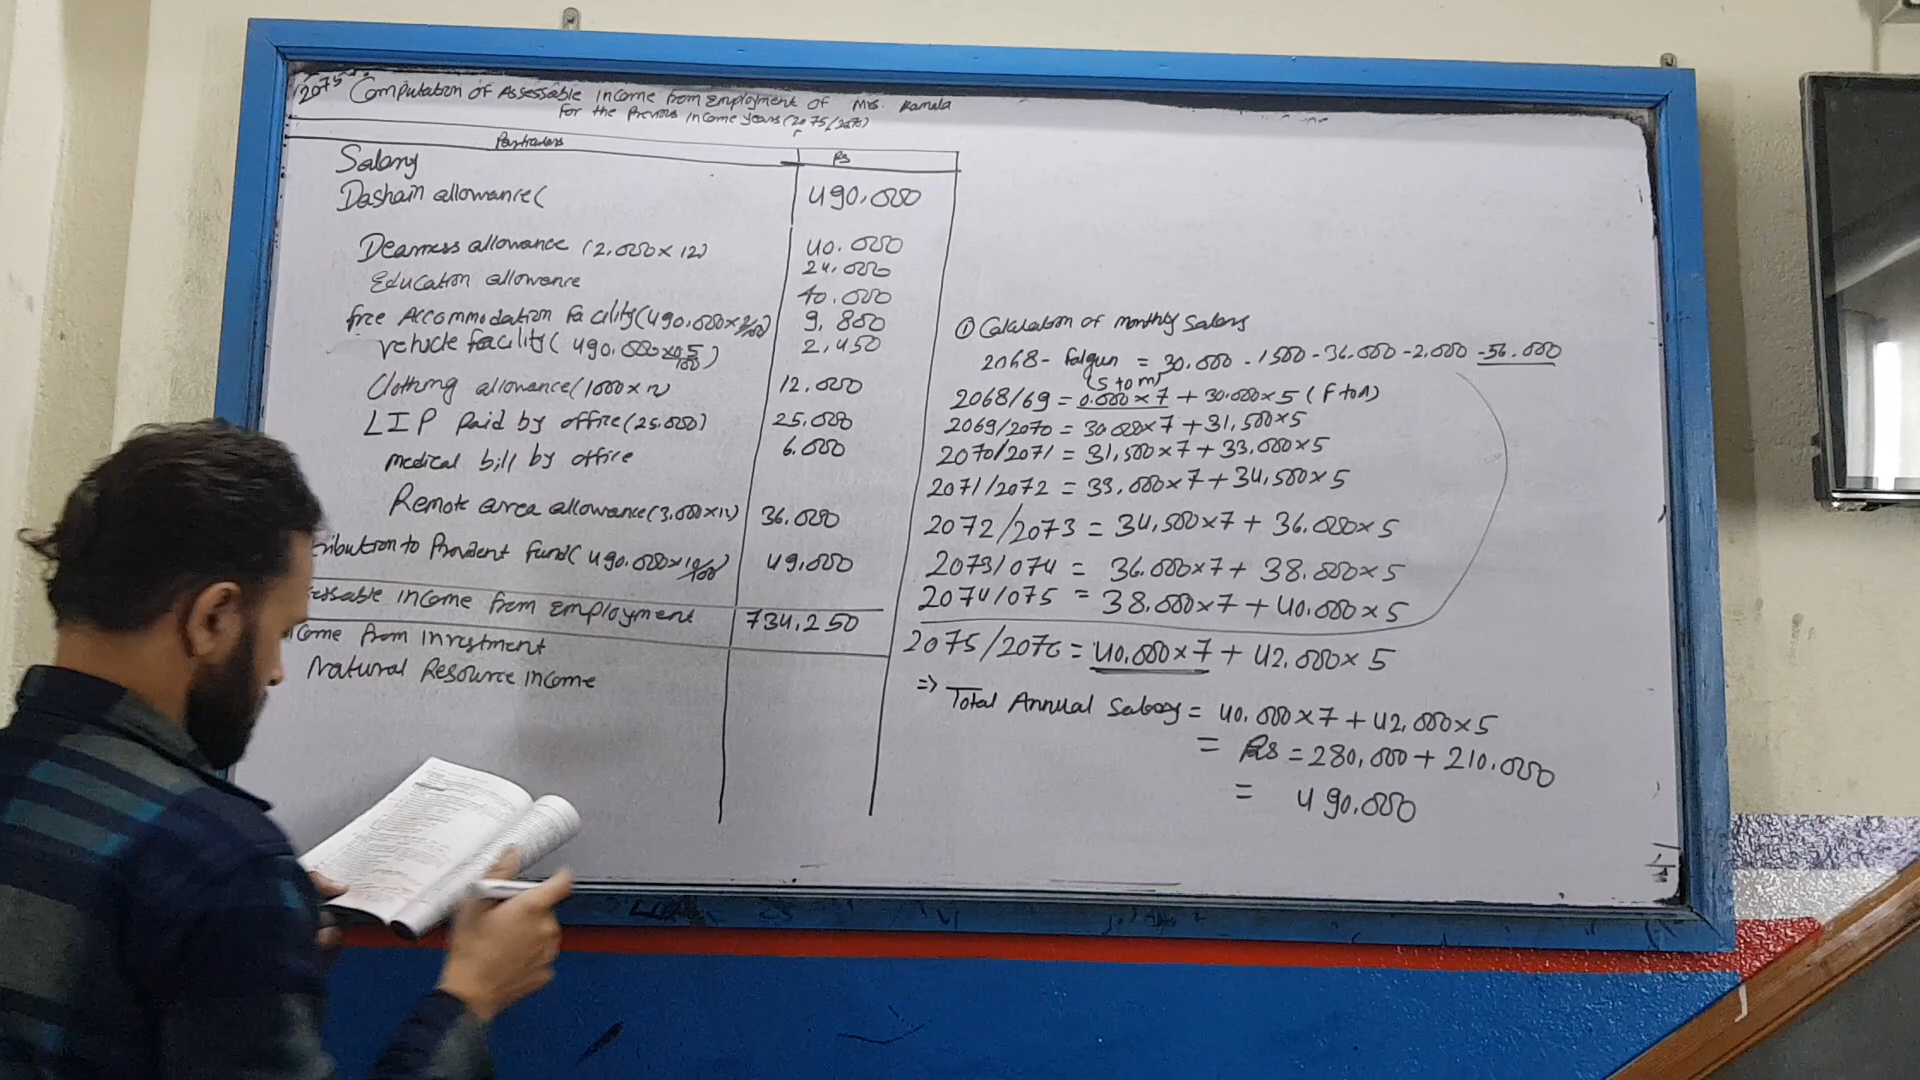 2075 Computation of Assessable Income from Employment of Mrs. Kamala
For the Previous Income years (2075/2076)
Particulars Rs
Salary
Dashain allowance ( 490,000
Dearness allowance (2,000×12) 40,000
Education allowance 24,000
40,000
free Accommodation facility (490,000×2/100) 9,800
vehicle facility ( 490,000×0.5/100) 2,450
Clothing allowance (1000×12) 12,000
LIP paid by office (25,000) 25,000
medical bill by office 6,000
Remote area allowance (3,000×12) 36,000
tribution to Provident Fund (490,000×10/100) 49,000
essable income from employment 734,250
come from investment
Natural Resource income
① Calculation of monthly Salary
2068 - Falgun = 30,000 - 1500 - 36,000 - 2,000 - 56,000
(S to m)
2068/69 = 0.000 × 7 + 30,000×5 (F to A)
2069/2070 = 30,000×7 + 31,500×5
2070/2071 = 31,500×7 + 33,000×5
2071/2072 = 33,000×7 + 34,500×5
2072/2073 = 34,500×7 + 36,000×5
2073/074 = 36,000×7 + 38,000×5
2074/075 = 38,000×7 + 40,000×5
2075/2076 = 40,000×7 + 42,000×5
⇒ Total Annual Salary = 40,000×7 + 42,000×5
= Rs = 280,000 + 210,000
= 490,000